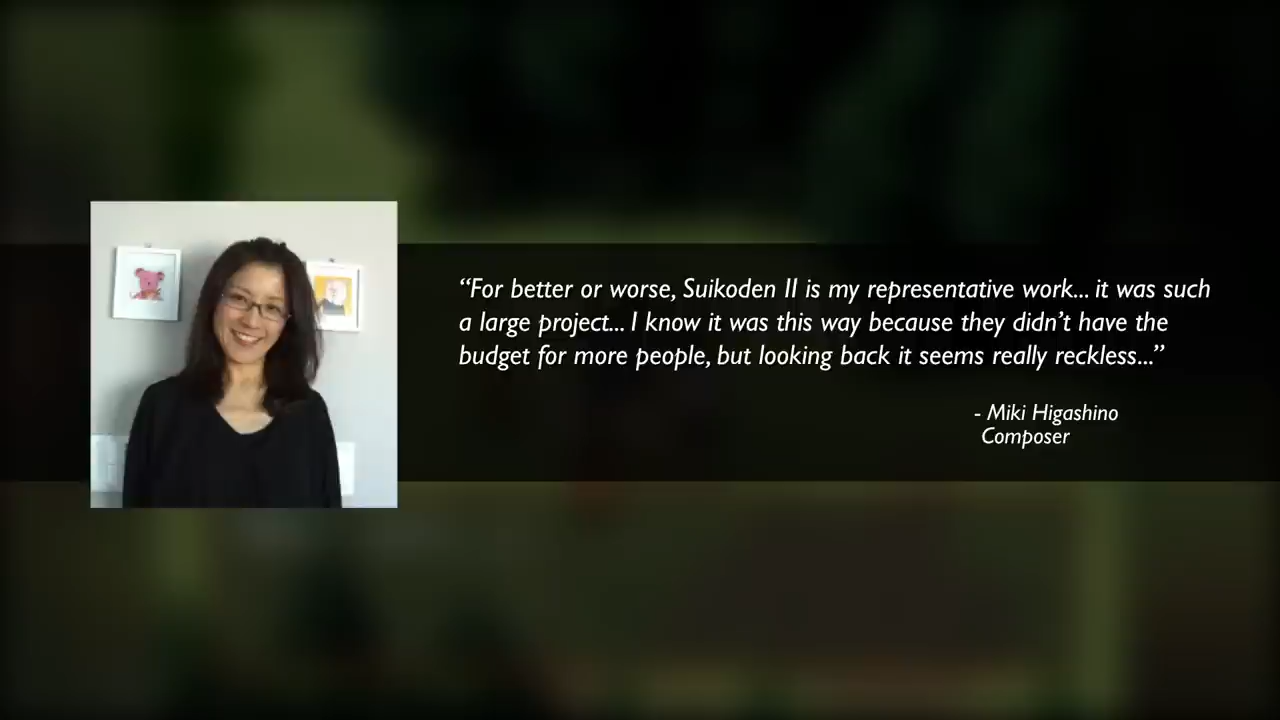 “For better or worse, Suikoden II is my representative work... it was such
a large project... I know it was this way because they didn’t have the
budget for more people, but looking back it seems really reckless...”
- Miki Higashino
Composer